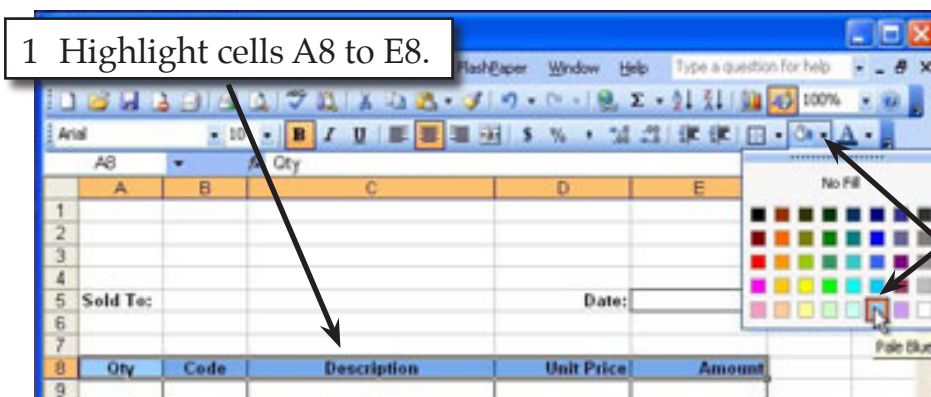 1 Highlight cells A8 to E8.
FlashPaper Window Help Type a question for help
100%
Arial 10 B I U $ % , A
A8 fx Qty
A B C D E
No Fill
1
2
3
4
5 Sold To: Date:
6
7
Pale Blue
8 Qty Code Description Unit Price Amount
9